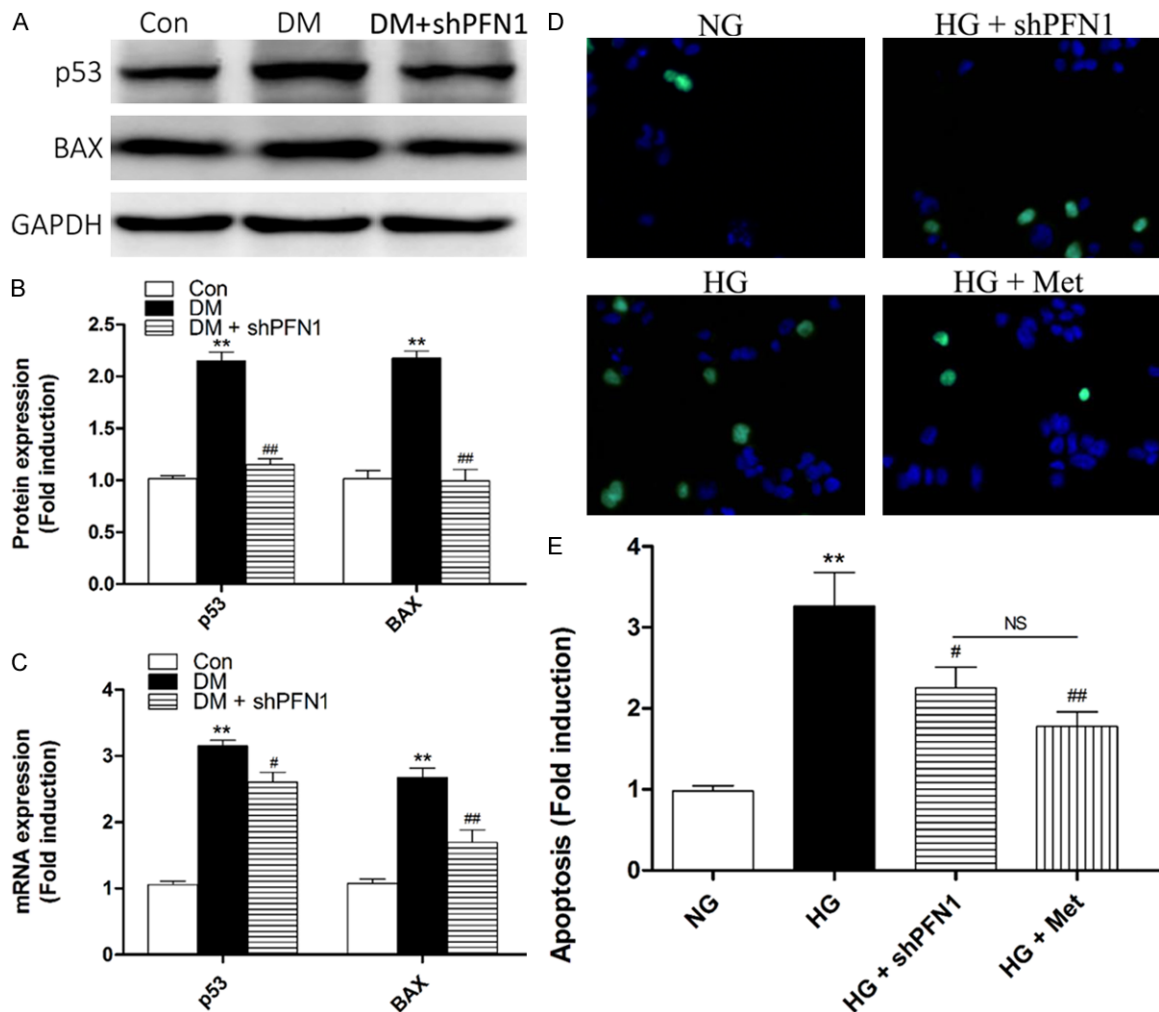 A
Con DM DM+shPFN1
p53
BAX
GAPDH
B
Con
DM
DM + shPFN1
Protein expression
(Fold induction)
2.5
2.0
1.5
1.0
0.5
0.0
** ## ** ##
p53 BAX
C
Con
DM
DM + shPFN1
mRNA expression
(Fold induction)
4
3
2
1
0
** # ** ##
p53 BAX
D
NG HG + shPFN1
HG HG + Met
E
Apoptosis (Fold induction)
4
3
2
1
0
** # NS ##
NG HG HG + shPFN1 HG + Met